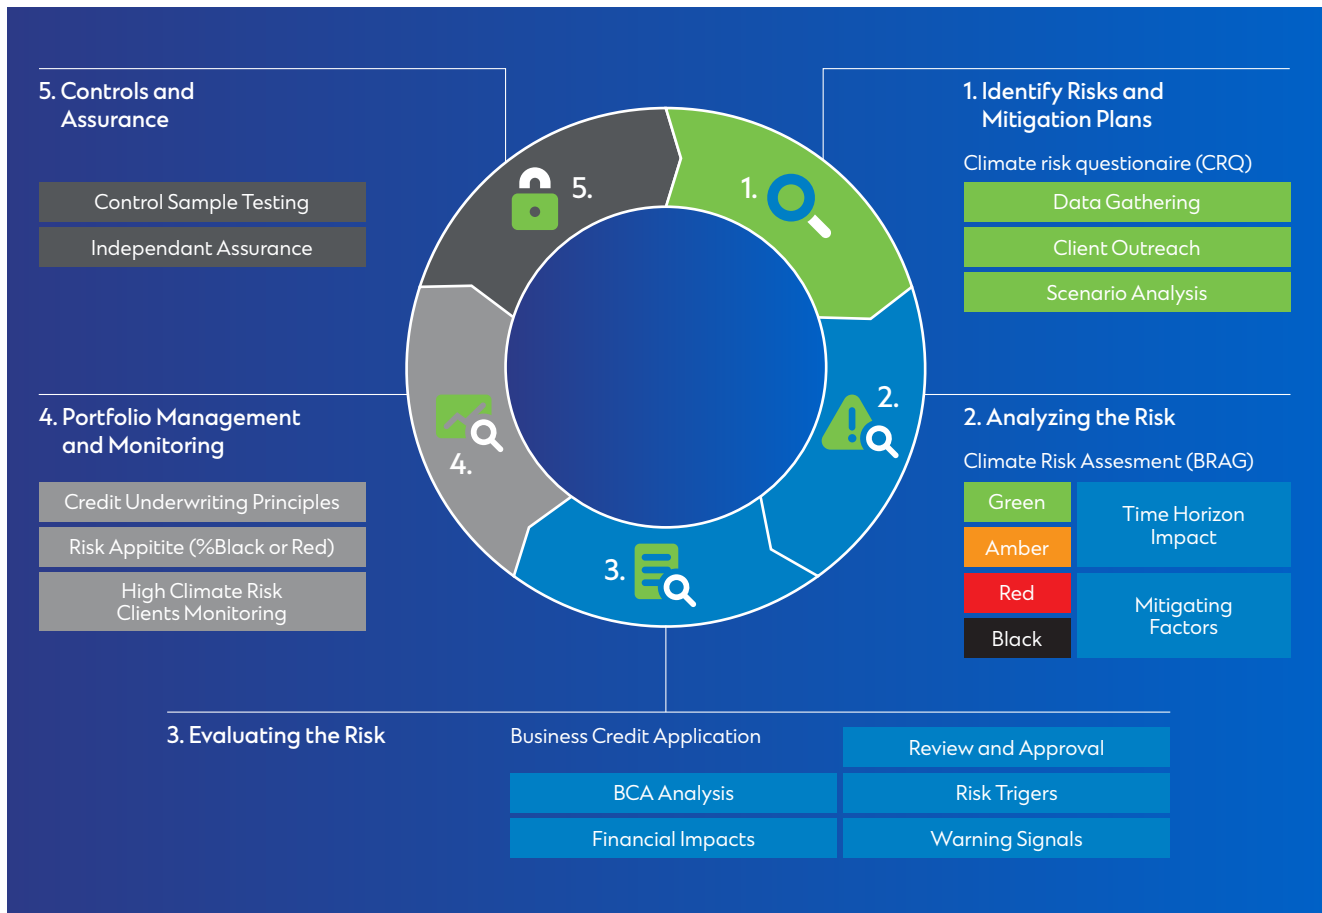 5. Controls and
Assurance
Control Sample Testing
Independant Assurance
1. Identify Risks and
Mitigation Plans
Climate risk questionaire (CRQ)
Data Gathering
Client Outreach
Scenario Analysis
5.
1.
2.
3.
4.
4. Portfolio Management
and Monitoring
Credit Underwriting Principles
Risk Appitite (%Black or Red)
High Climate Risk
Clients Monitoring
2. Analyzing the Risk
Climate Risk Assesment (BRAG)
Green
Amber
Red
Black
Time Horizon
Impact
Mitigating
Factors
3. Evaluating the Risk
Business Credit Application
Review and Approval
BCA Analysis
Risk Trigers
Financial Impacts
Warning Signals